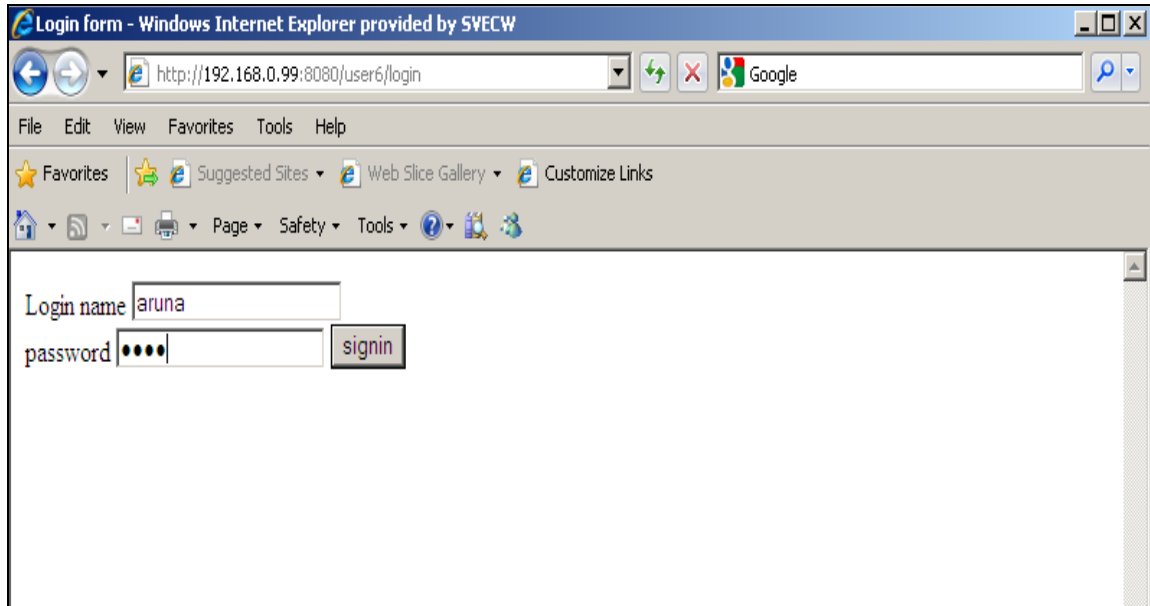 Login form - Windows Internet Explorer provided by SVECW
http://192.168.0.99:8080/user6/login Google
File Edit View Favorites Tools Help
Favorites Suggested Sites Web Slice Gallery Customize Links
Page Safety Tools
Login name aruna
password •••• signin